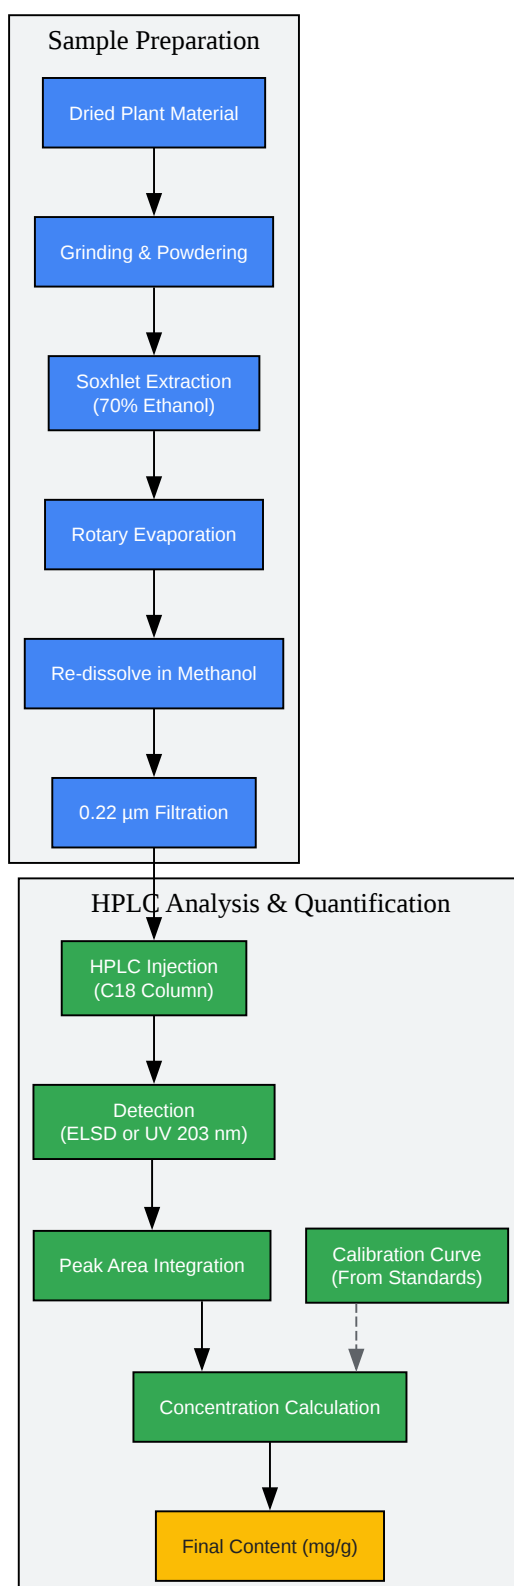 Sample Preparation
Dried Plant Material
Grinding & Powdering
Soxhlet Extraction
(70% Ethanol)
Rotary Evaporation
Re-dissolve in Methanol
0.22 µm Filtration
HPLC Analysis & Quantification
HPLC Injection
(C18 Column)
Detection
(ELSD or UV 203 nm)
Peak Area Integration
Calibration Curve
(From Standards)
Concentration Calculation
Final Content (mg/g)